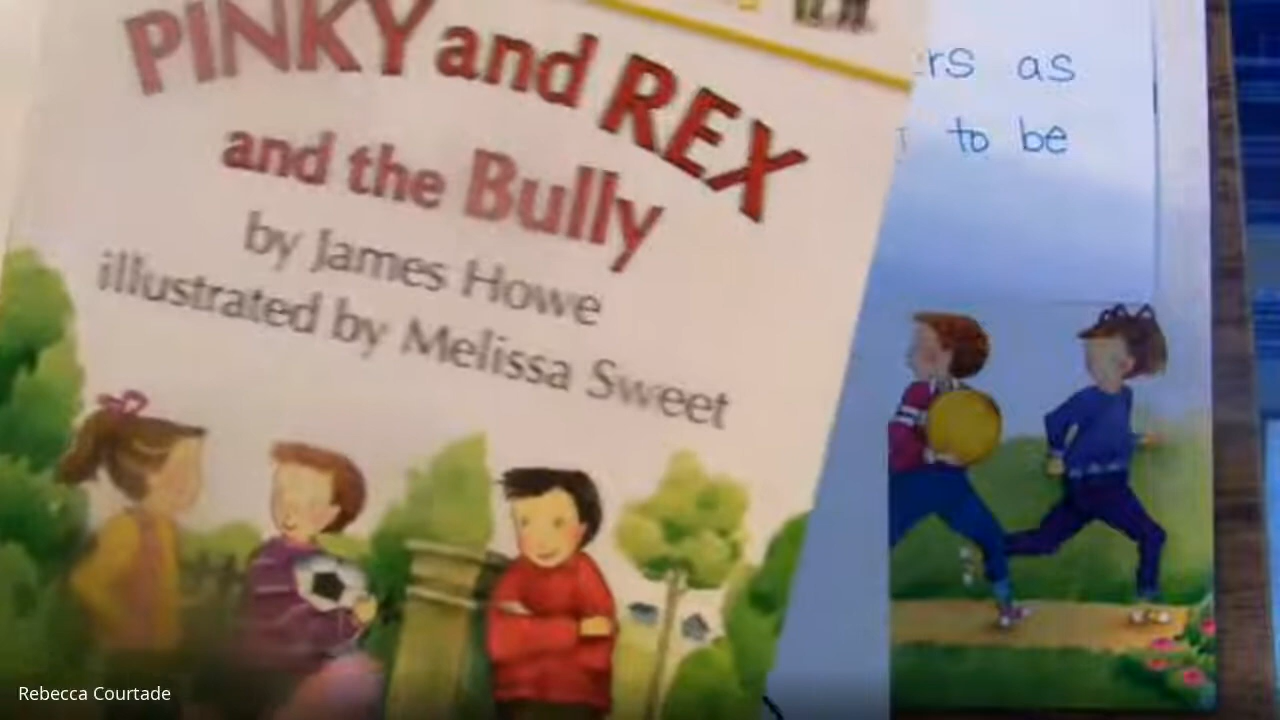 PINKY and REX
and the Bully
by James Howe
illustrated by Melissa Sweet
rs as
to be
Rebecca Courtade